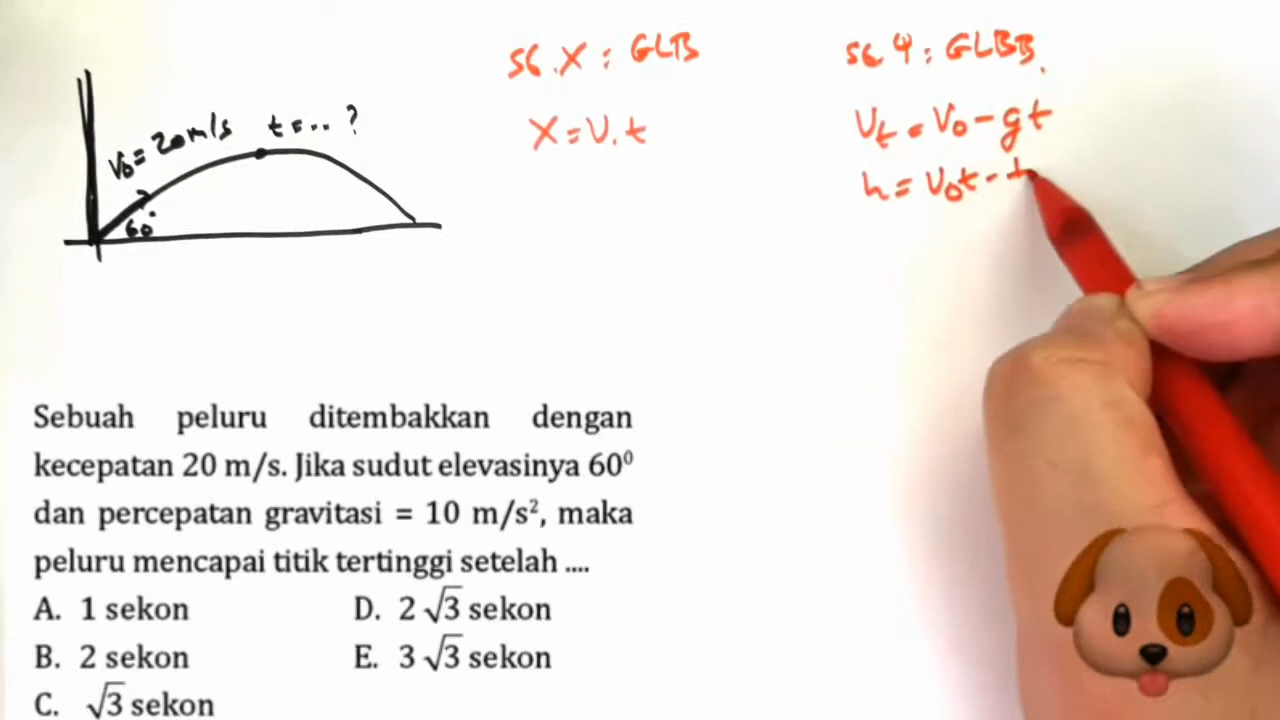 V₀ = 20 m/s t = ... ?
60°
sb. X : GLB
X = V . t
sb. Y : GLBB.
Vₜ = V₀ - gt
h = V₀t - 1
Sebuah peluru ditembakkan dengan
kecepatan 20 m/s. Jika sudut elevasinya 60⁰
dan percepatan gravitasi = 10 m/s², maka
peluru mencapai titik tertinggi setelah ....
A. 1 sekon
B. 2 sekon
C. √3 sekon
D. 2 √3 sekon
E. 3 √3 sekon